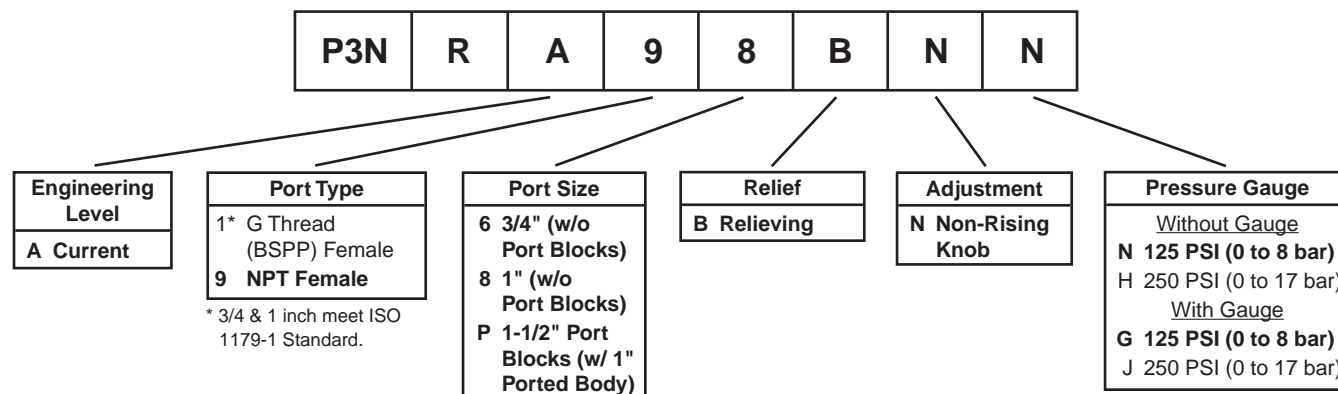 P3N R A 9 8 B N N
Engineering
Level
A Current
Port Type
1* G Thread
(BSPP) Female
9 NPT Female
* 3/4 & 1 inch meet ISO
1179-1 Standard.
Port Size
6 3/4" (w/o
Port Blocks)
8 1" (w/o
Port Blocks)
P 1-1/2" Port
Blocks (w/ 1"
Ported Body)
Relief
B Relieving
Adjustment
N Non-Rising
Knob
Pressure Gauge
Without Gauge
N 125 PSI (0 to 8 bar)
H 250 PSI (0 to 17 bar)
With Gauge
G 125 PSI (0 to 8 bar)
J 250 PSI (0 to 17 bar)